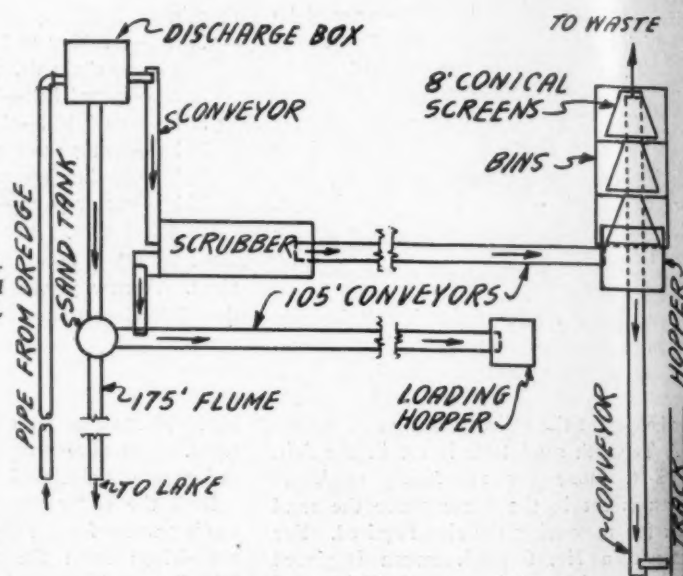 DISCHARGE BOX
TO WASTE
8' CONICAL
SCREENS
CONVEYOR
BINS
PIPE FROM DREDGE
SAND TANK
SCRUBBER
105' CONVEYORS
HOPPERS
LOADING
HOPPER
175' FLUME
TO LAKE
CONVEYOR
TRACK